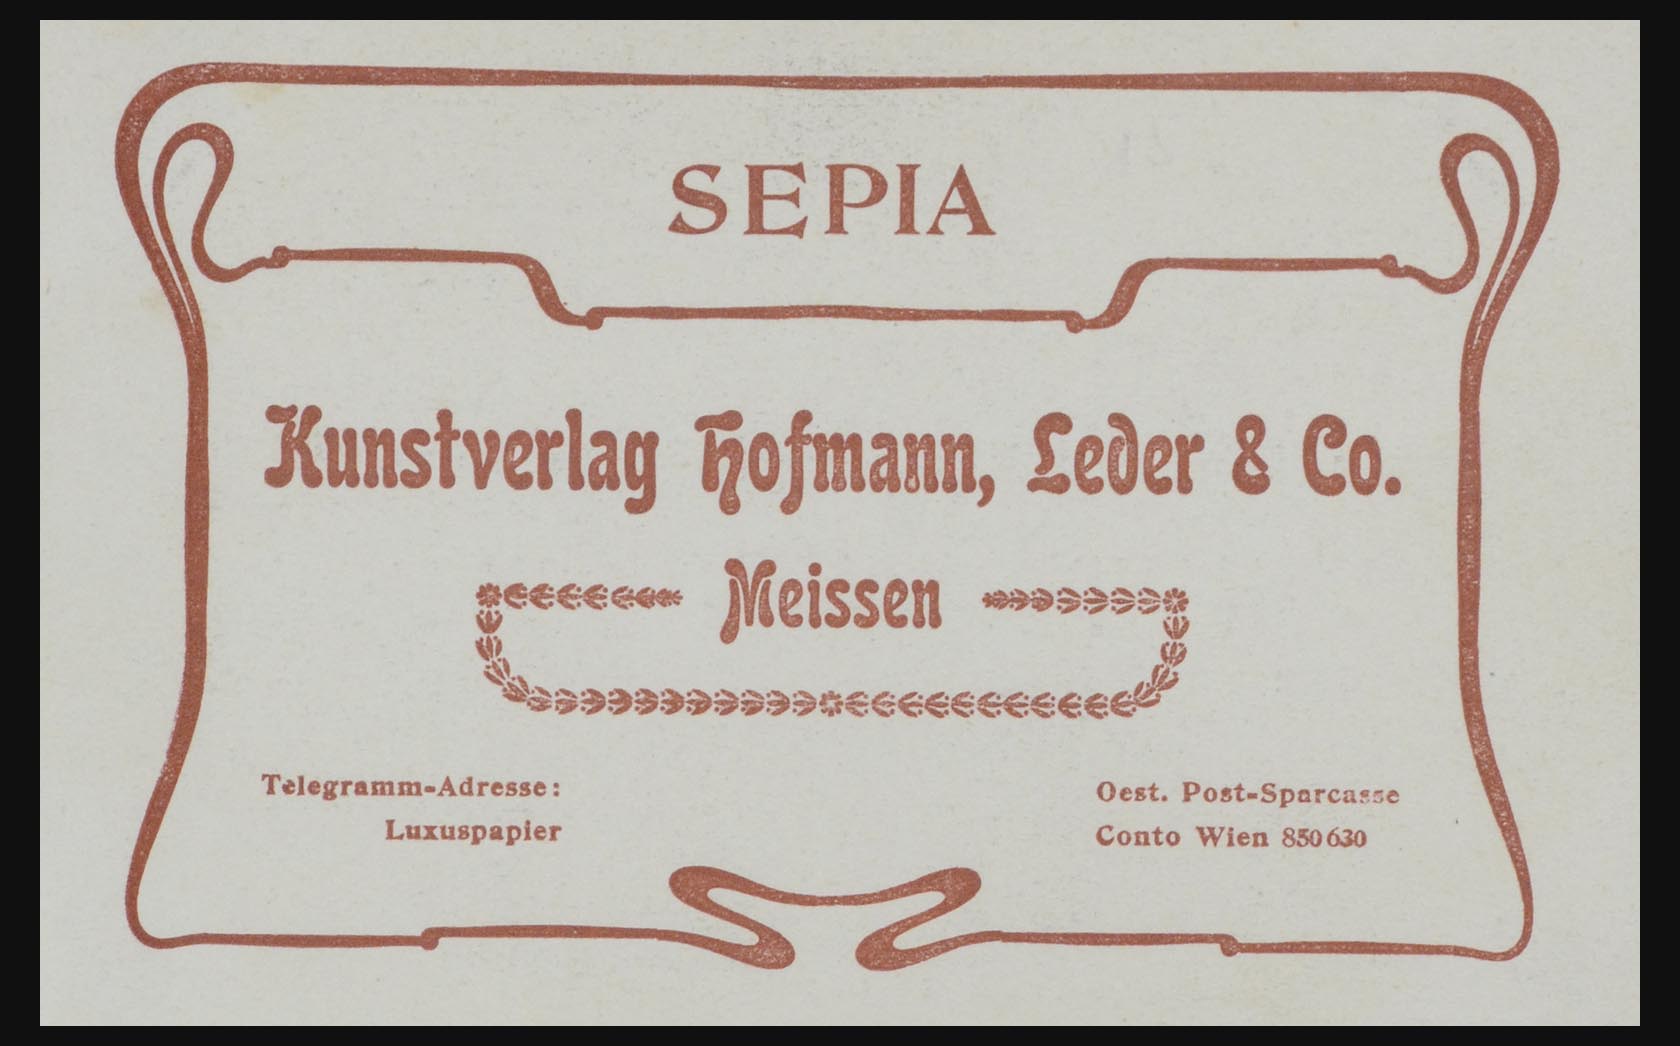 SEPIA
Kunstverlag Hofmann, Leder & Co.
Meissen
Telegramm-Adresse:
Luxuspapier
Oest. Post-Sparcasse
Conto Wien 850630